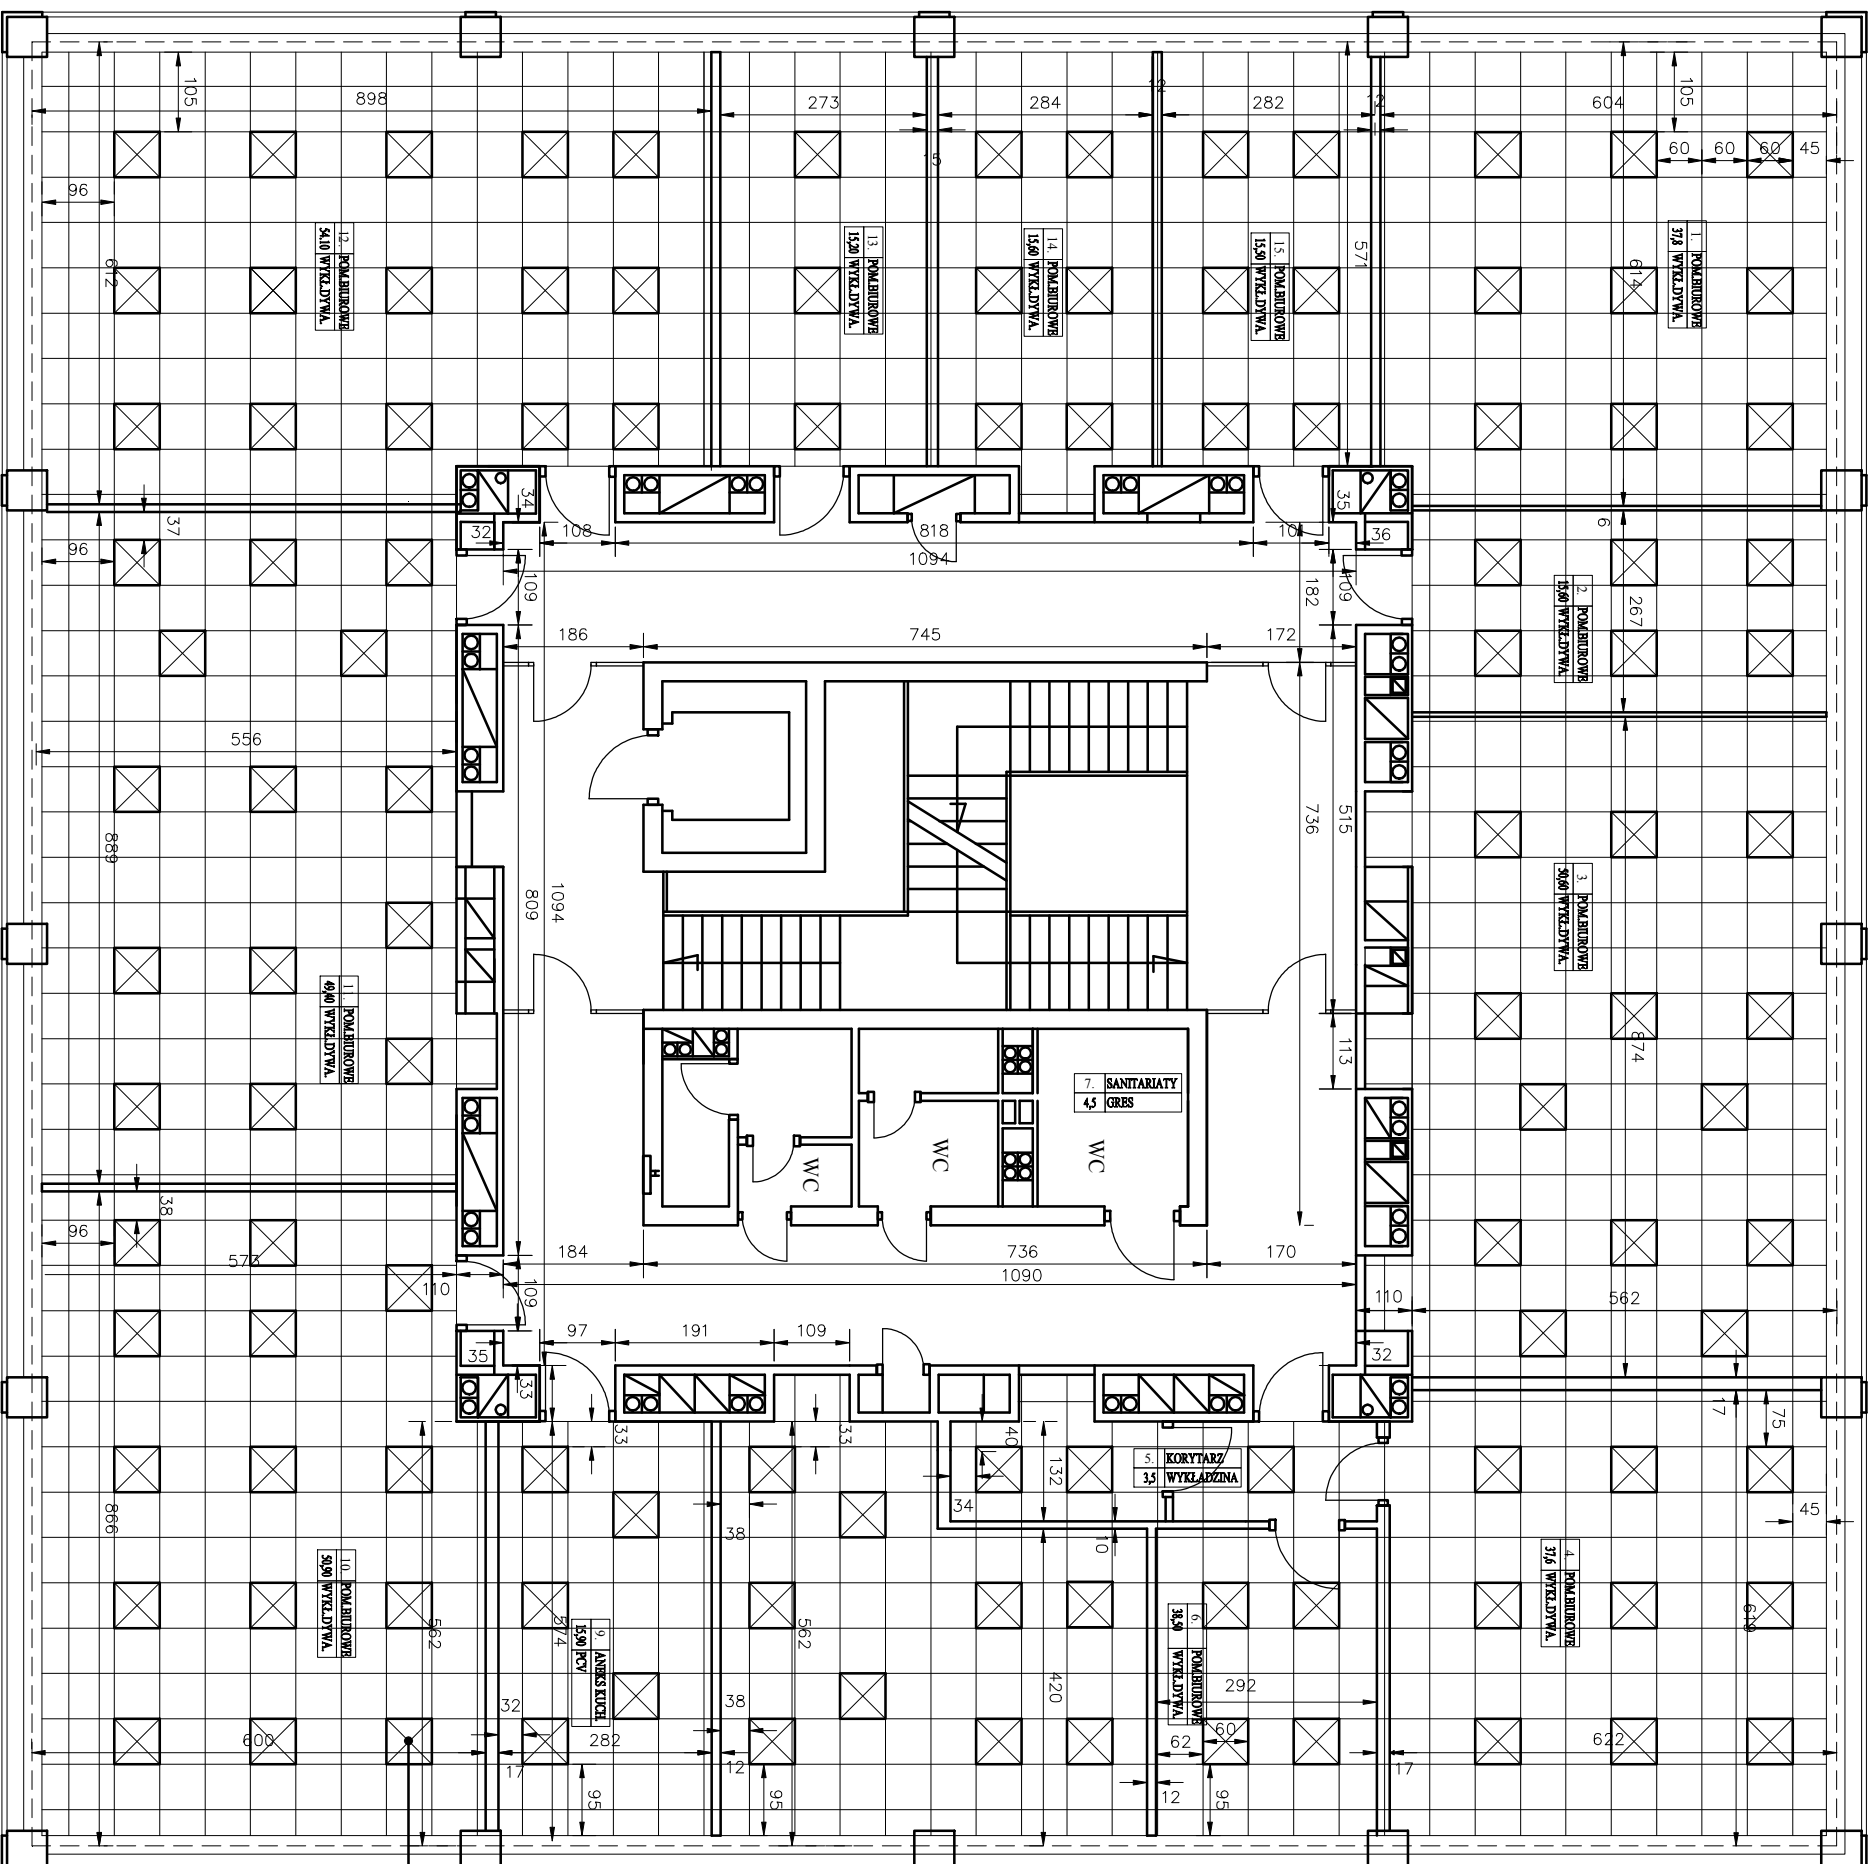 898
105
273
12
284
282
12
604
105
60
60
60
45
15
96
12. POM.BIUROWE
54,10 WYKŁ.DYWA.
612
13. POM.BIUROWE
15,20 WYKŁ.DYWA.
14. POM.BIUROWE
15,60 WYKŁ.DYWA.
15. POM.BIUROWE
15,50 WYKŁ.DYWA.
571
614
1. POM.BIUROWE
37,8 WYKŁ.DYWA.
37
96
34
32
108
818
1094
101
35
36
6
109
109
182
186
745
172
2. POM.BIUROWE
15,60 WYKŁ.DYWA.
267
556
889
809
1094
736
515
3. POM.BIUROWE
50,60 WYKŁ.DYWA.
874
11. POM.BIUROWE
49,40 WYKŁ.DYWA.
113
7. SANITARIATY
4,5 GRES
WC
WC
WC
38
96
573
110
109
184
736
170
1090
110
562
35
33
97
191
109
32
17
75
33
33
40
132
34
10
38
5. KORYTARZ
3,5 WYKŁADZINA
45
866
10. POM.BIUROWE
50,90 WYKŁ.DYWA.
562
574
9. ANEKS KUCH.
15,90 PCV
562
420
6. POM.BIUROWE
38,50 WYKŁ.DYWA.
292
4. POM.BIUROWE
37,6 WYKŁ.DYWA.
619
32
38
60
62
600
17
282
12
95
95
12
95
622
17